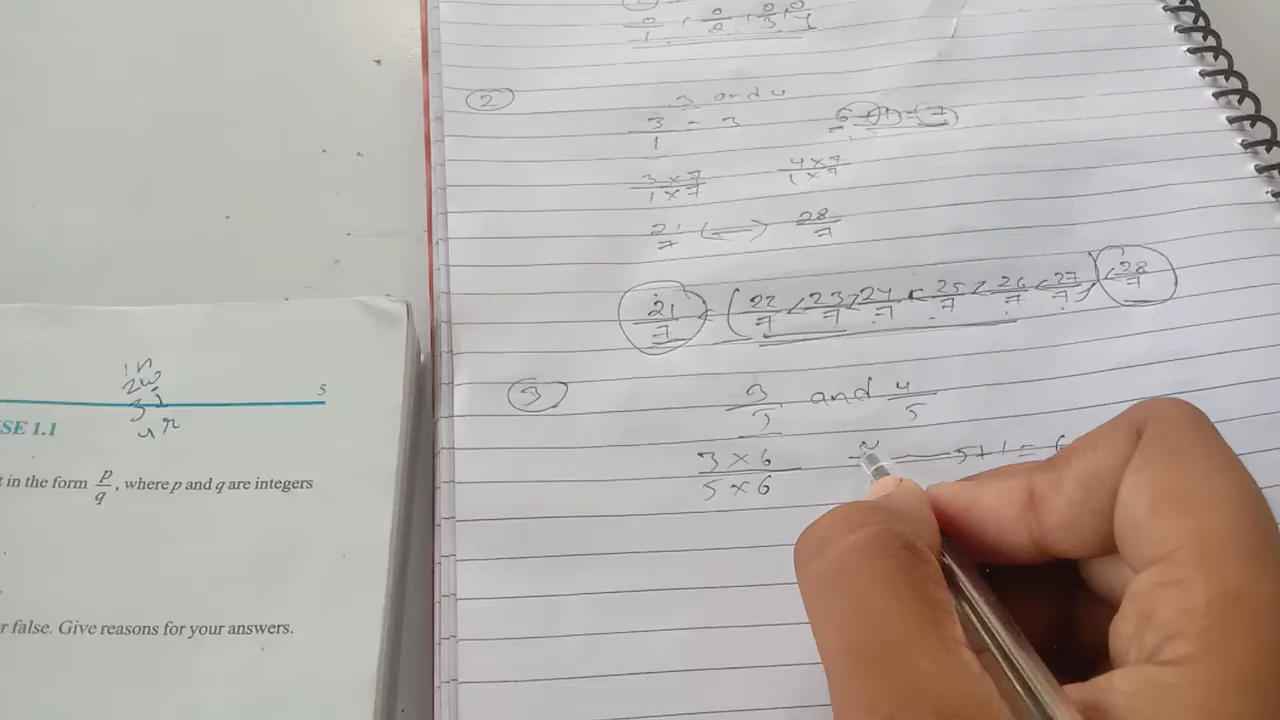 5
SE 1.1
t in the form p/q, where p and q are integers
r false. Give reasons for your answers.
2
3 and 4
3/1 = 3
3 × 7 / 1 × 7   4 × 7 / 1 × 7
21/7   28/7
21/7 < ( 22/7 < 23/7 < 24/7 < 25/7 < 26/7 < 27/7 ) < 28/7
3
3/5 and 4/5
3 × 6 / 5 × 6   5 + 1 = 6